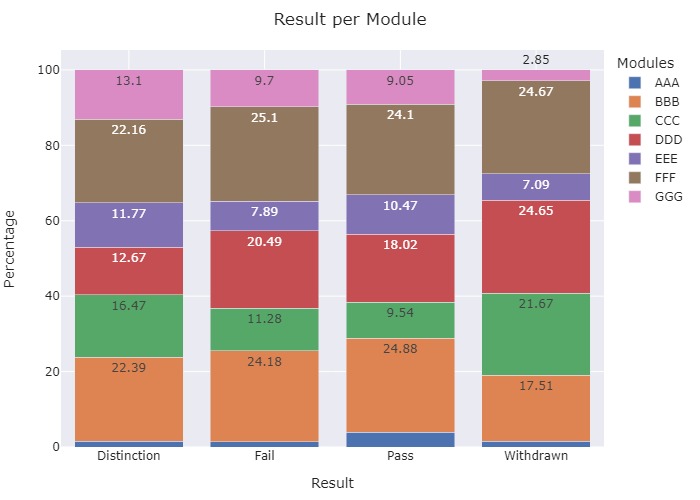 Result per Module
Percentage
100
80
60
40
20
0
13.1
22.16
11.77
12.67
16.47
22.39
9.7
25.1
7.89
20.49
11.28
24.18
9.05
24.1
10.47
18.02
9.54
24.88
2.85
24.67
7.09
24.65
21.67
17.51
Distinction
Fail
Pass
Withdrawn
Result
Modules
AAA
BBB
CCC
DDD
EEE
FFF
GGG